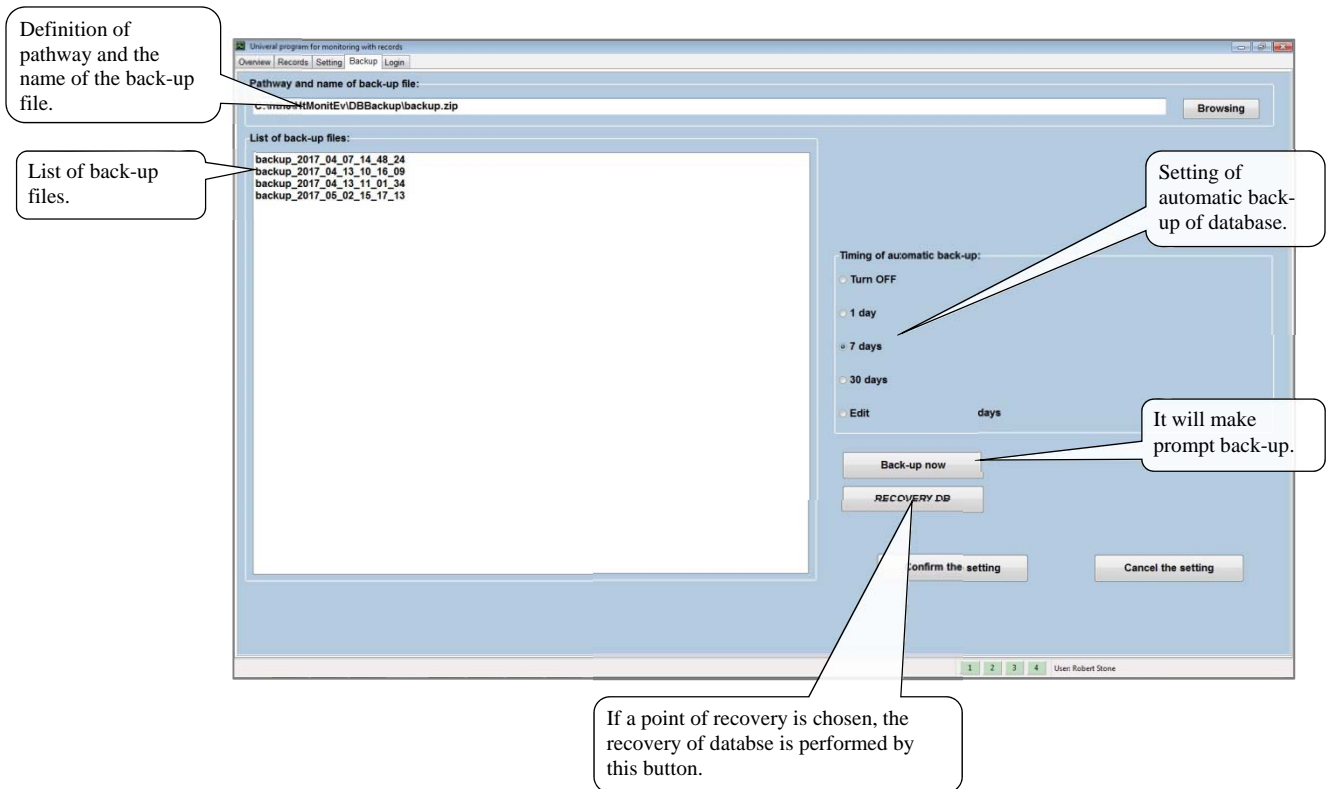 Definition of
pathway and the
name of the back-up
file.
Univeral program for monitoring with records
Overview Records Setting Backup Login
Pathway and name of back-up file:
HtMonitEv\DBBackup\backup.zip
Browsing
List of back-up files:
backup_2017_04_07_14_48_24
backup_2017_04_13_10_16_09
backup_2017_04_13_11_01_34
backup_2017_05_02_15_17_13
List of back-up
files.
Setting of
automatic back-
up of database.
Timing of automatic back-up:
Turn OFF
1 day
7 days
30 days
Edit days
It will make
prompt back-up.
Back-up now
RECOVERY DB
Confirm the setting
Cancel the setting
1 2 3 4 User: Robert Stone
If a point of recovery is chosen, the
recovery of databse is performed by
this button.